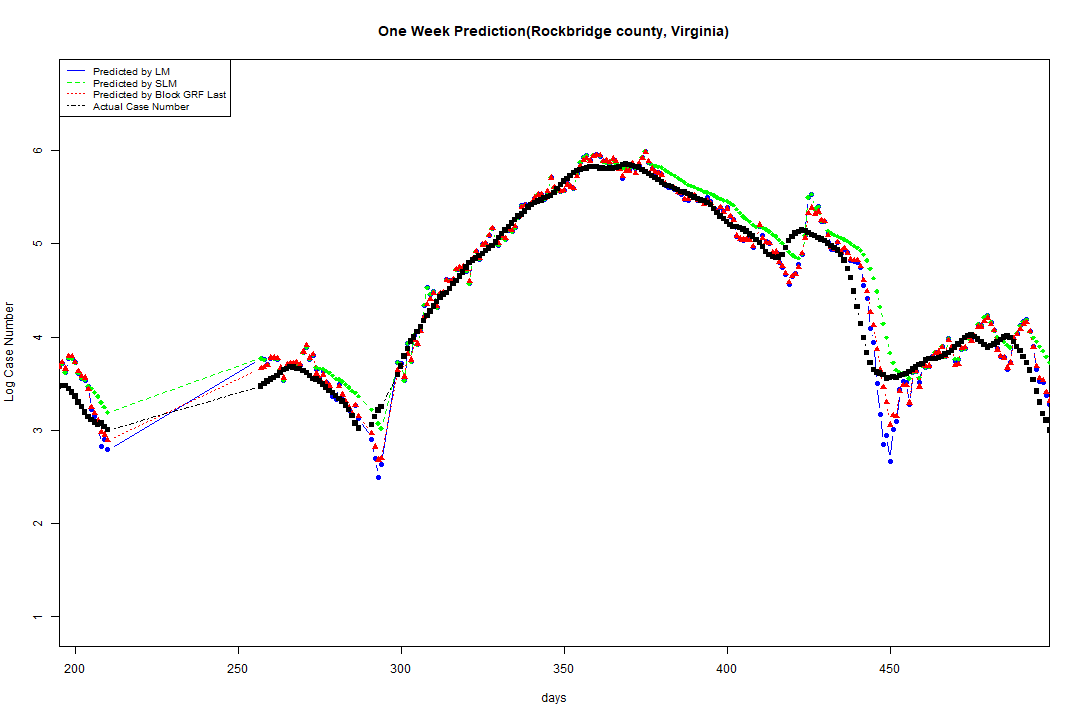 One Week Prediction(Rockbridge county, Virginia)
Predicted by LM
Predicted by SLM
Predicted by Block GRF Last
Actual Case Number
6
5
4
3
2
1
Log Case Number
200 250 300 350 400 450
days